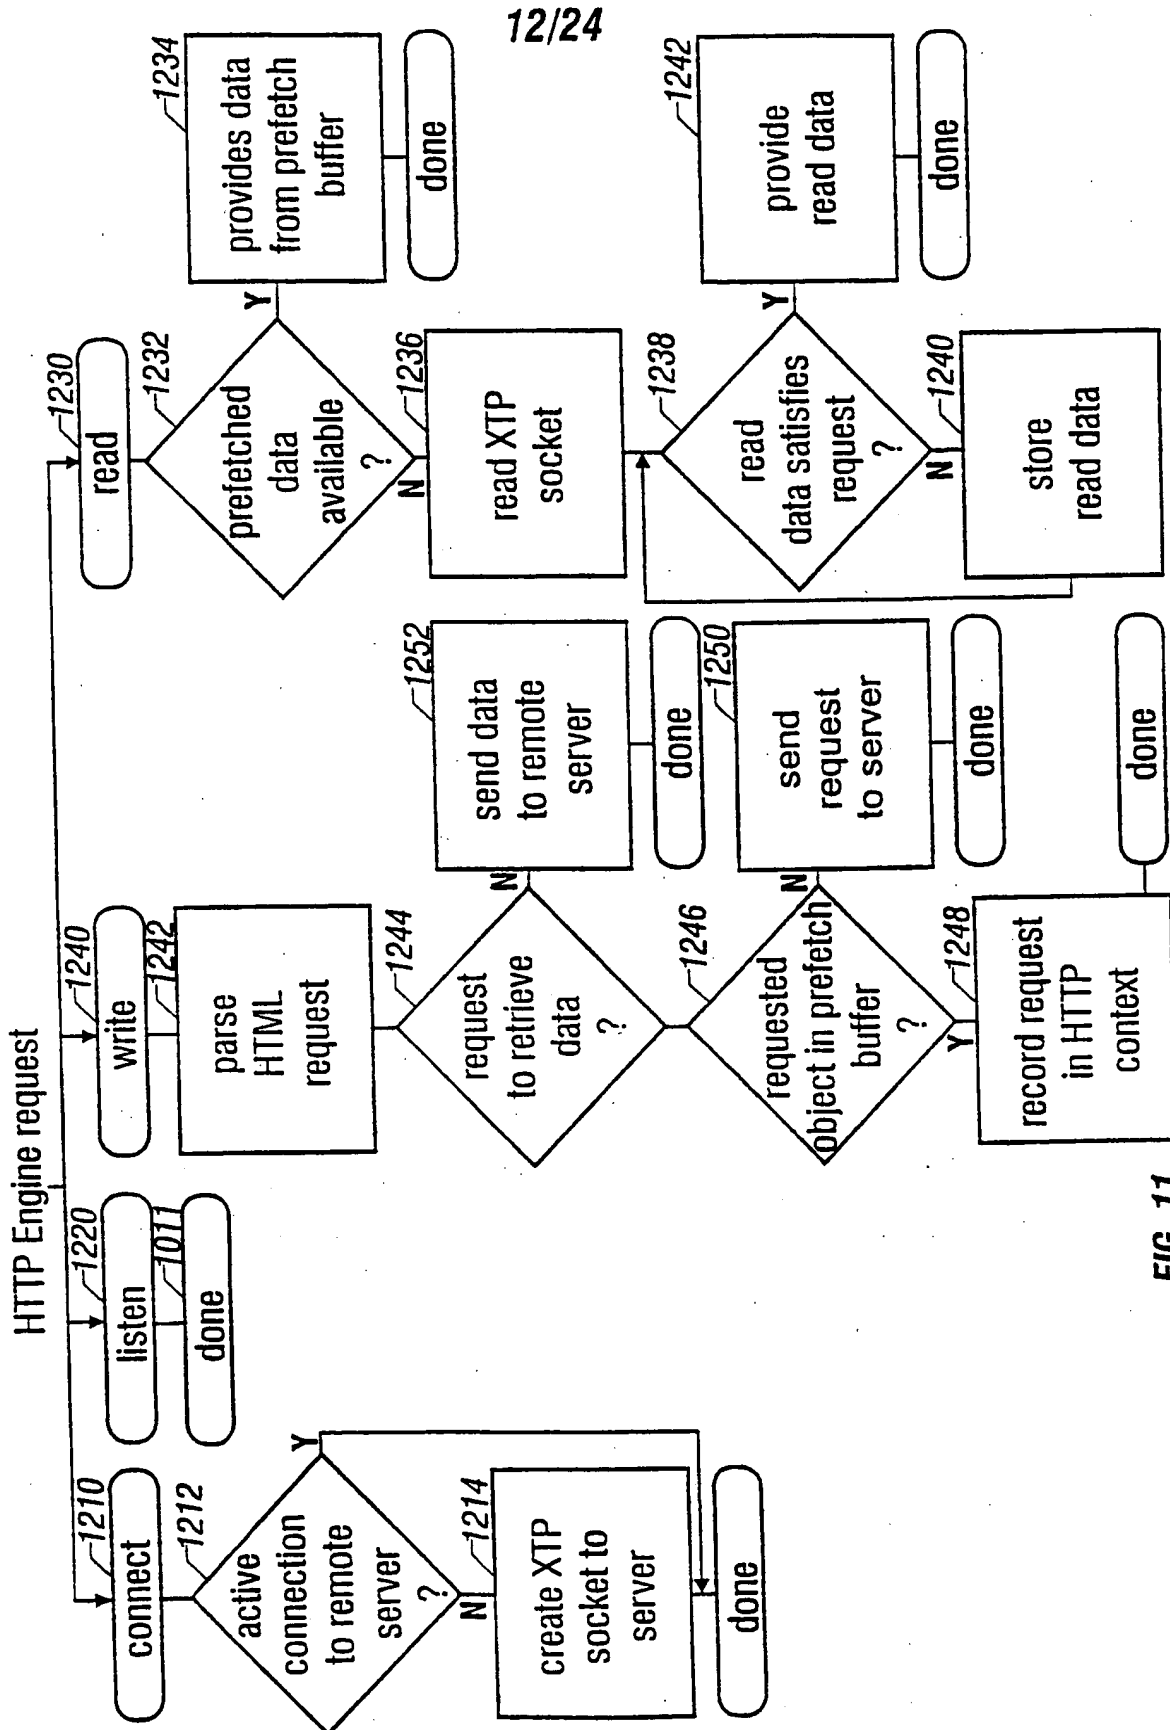 12/24
HTTP Engine request
1210
connect
1212
active
connection
to remote
server
?
Y
N
1214
create XTP
socket to
server
done
1220
listen
1011
done
1240
write
1242
parse
HTML
request
1244
request
to retrieve
data
?
N
1252
send data
to remote
server
done
1246
requested
object in prefetch
buffer
?
N
1250
send
request
to server
done
Y
1248
record request
in HTTP
context
done
1230
read
1232
prefetched
data
available
?
Y
1234
provides data
from prefetch
buffer
done
N
1236
read XTP
socket
1238
read
data satisfies
request
?
Y
1242
provide
read data
done
N
1240
store
read data
FIG. 11